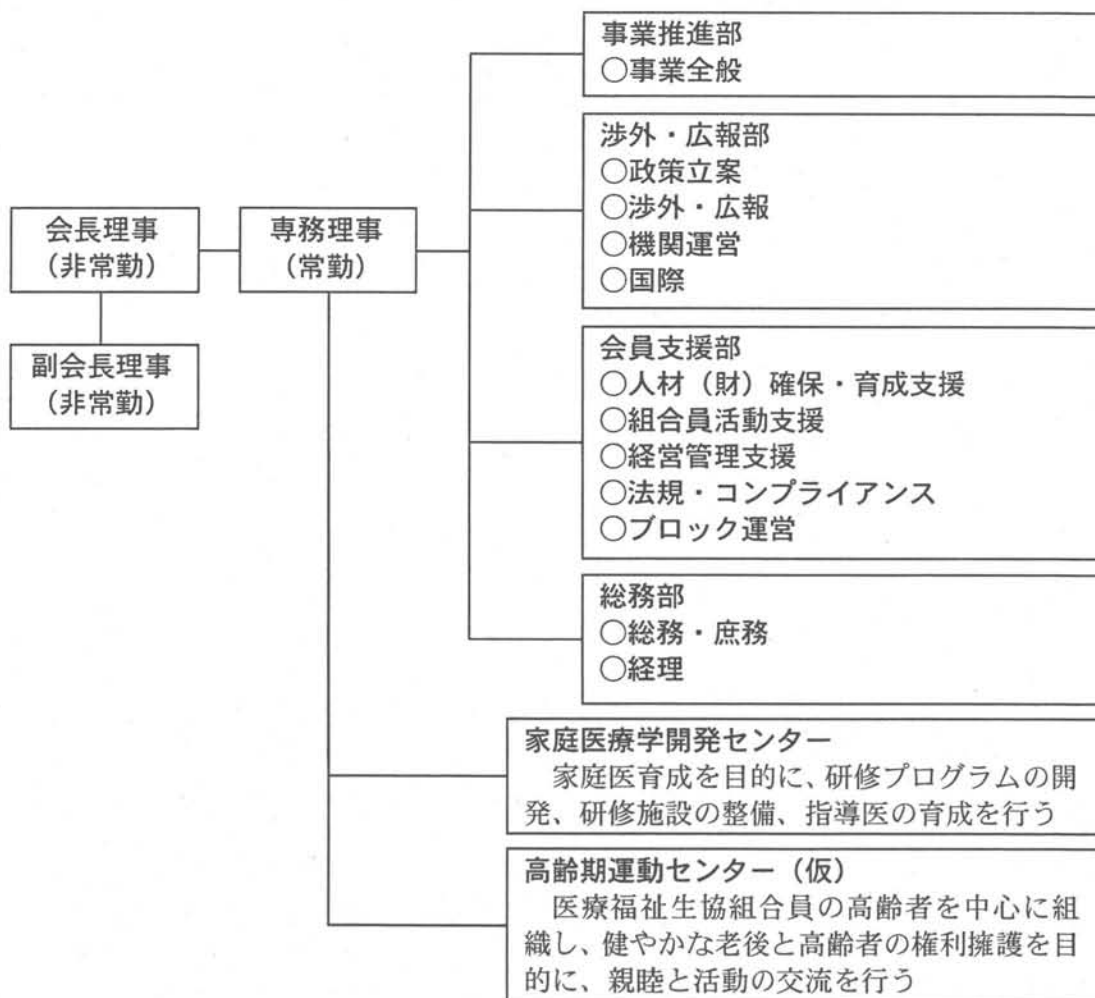 会長理事
（非常勤）
副会長理事
（非常勤）
専務理事
（常勤）
事業推進部
○事業全般
渉外・広報部
○政策立案
○渉外・広報
○機関運営
○国際
会員支援部
○人材（財）確保・育成支援
○組合員活動支援
○経営管理支援
○法規・コンプライアンス
○ブロック運営
総務部
○総務・庶務
○経理
家庭医療学開発センター
家庭医育成を目的に、研修プログラムの開
発、研修施設の整備、指導医の育成を行う
高齢期運動センター（仮）
医療福祉生協組合員の高齢者を中心に組
織し、健やかな老後と高齢者の権利擁護を目
的に、親睦と活動の交流を行う